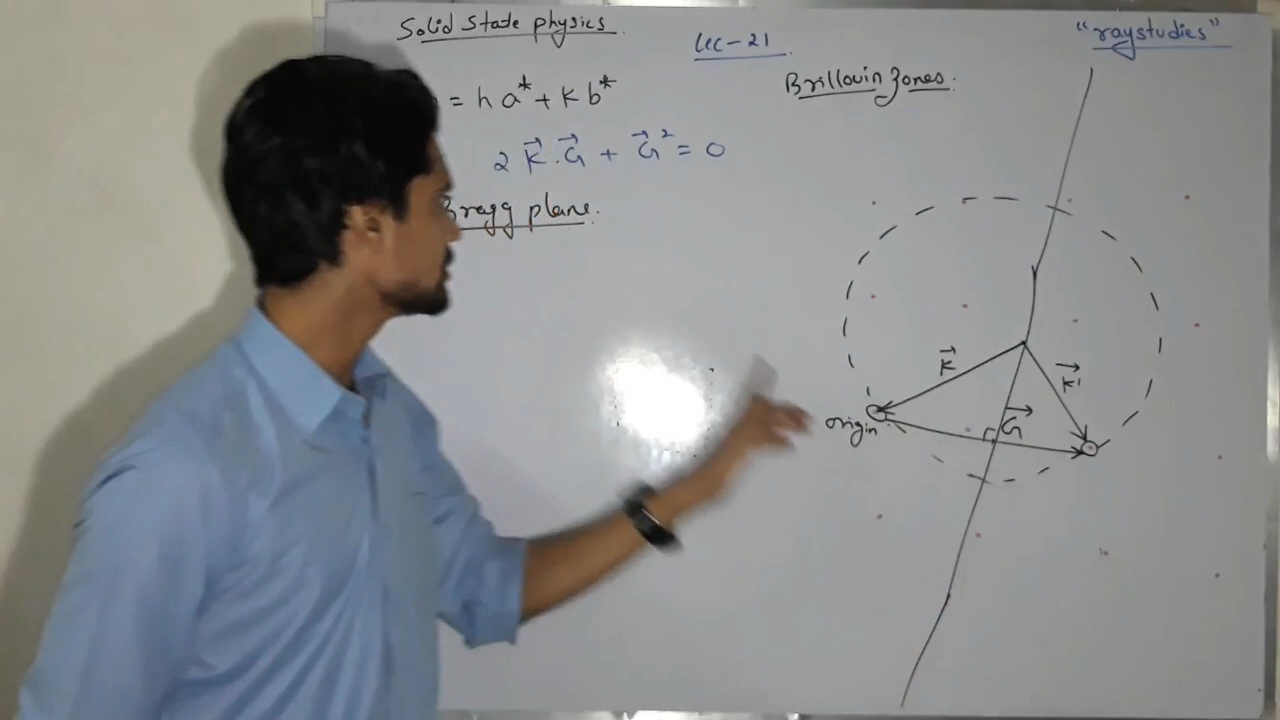 Solid State physics
Lec-21
"raystudies"
Brillouin Zones.
= h a* + k b*
2 K⃗.G⃗ + G⃗² = 0
Bragg plane.
K⃗
K⃗'
G⃗
origin